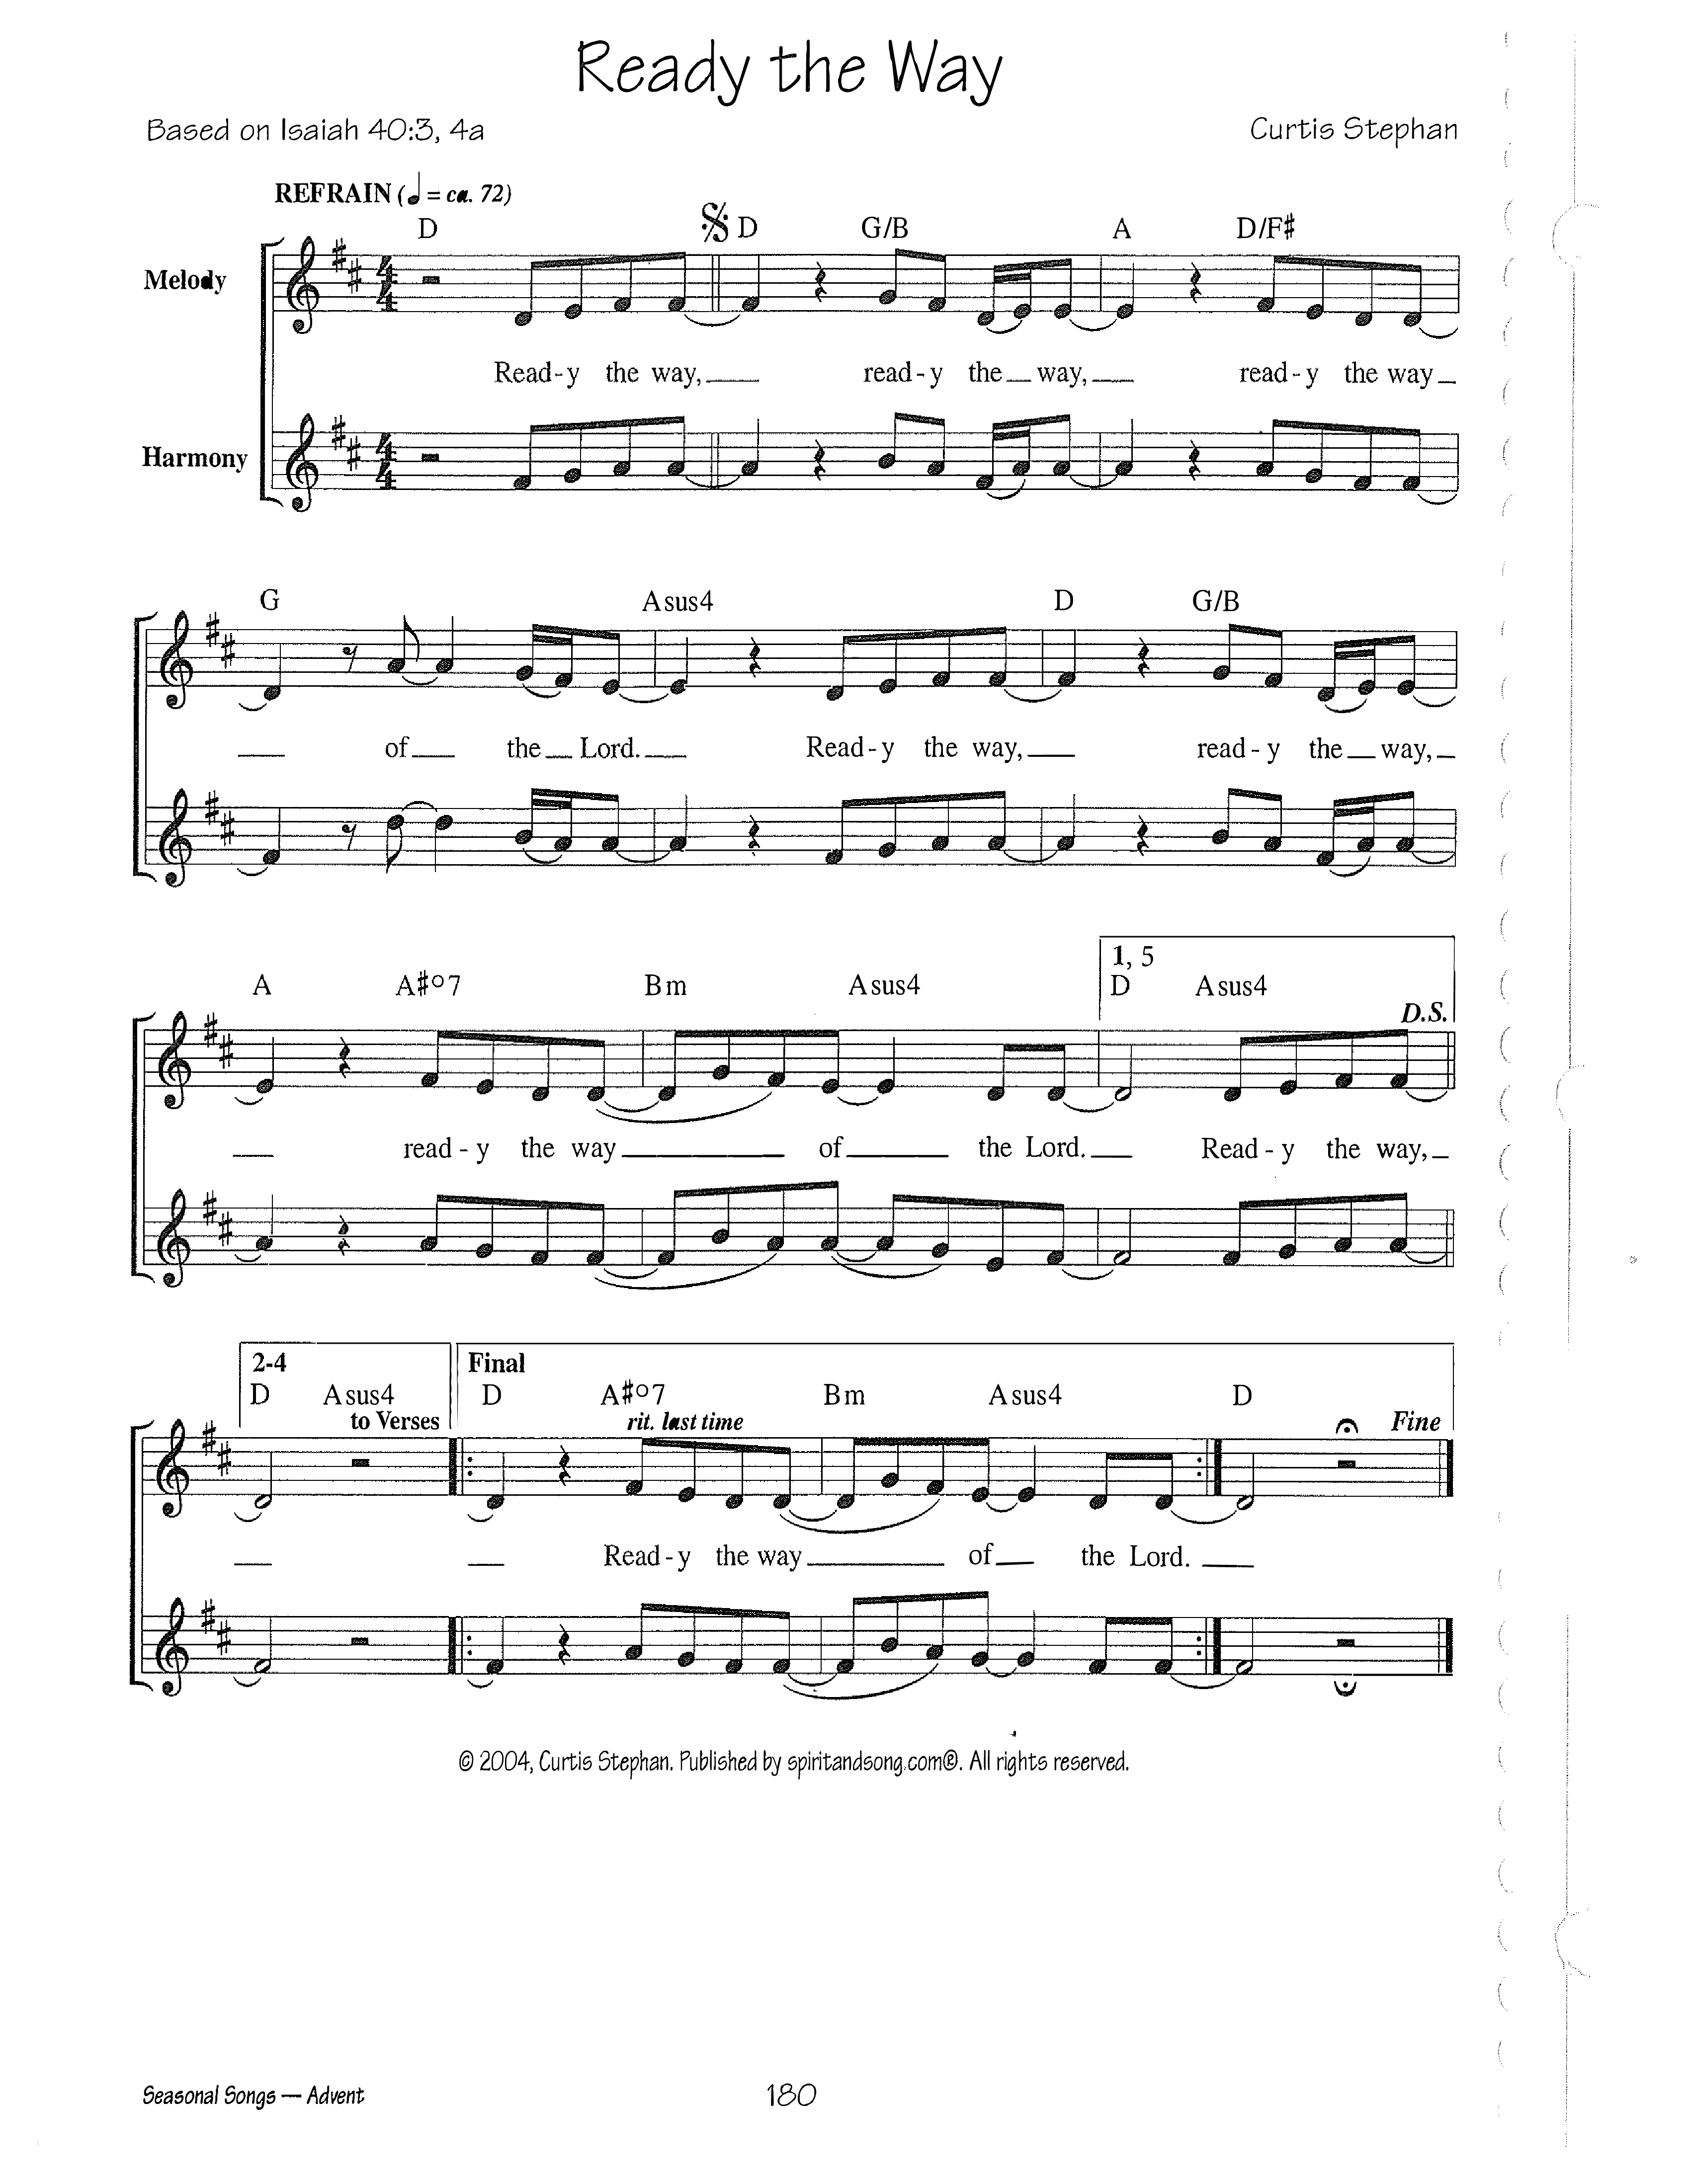 Ready the Way
Based on Isaiah 40:3, 4a
Curtis Stephan
REFRAIN (𝅗𝅥 = ca. 72)
D D G/B A D/F♯
Melody
4 4
Read-y the way, read-y the way, read-y the way
Harmony
4 4
G Asus4 D G/B
of the Lord. Read-y the way, read-y the way,
1, 5
A A♯°7 Bm Asus4 D Asus4
D.S.
read-y the way of the Lord. Read-y the way,
2-4 Final
D Asus4 D A♯°7 Bm Asus4 D
to Verses rit. last time Fine
Read-y the way of the Lord.
© 2004, Curtis Stephan. Published by spiritandsong.com®. All rights reserved.
Seasonal Songs — Advent 180